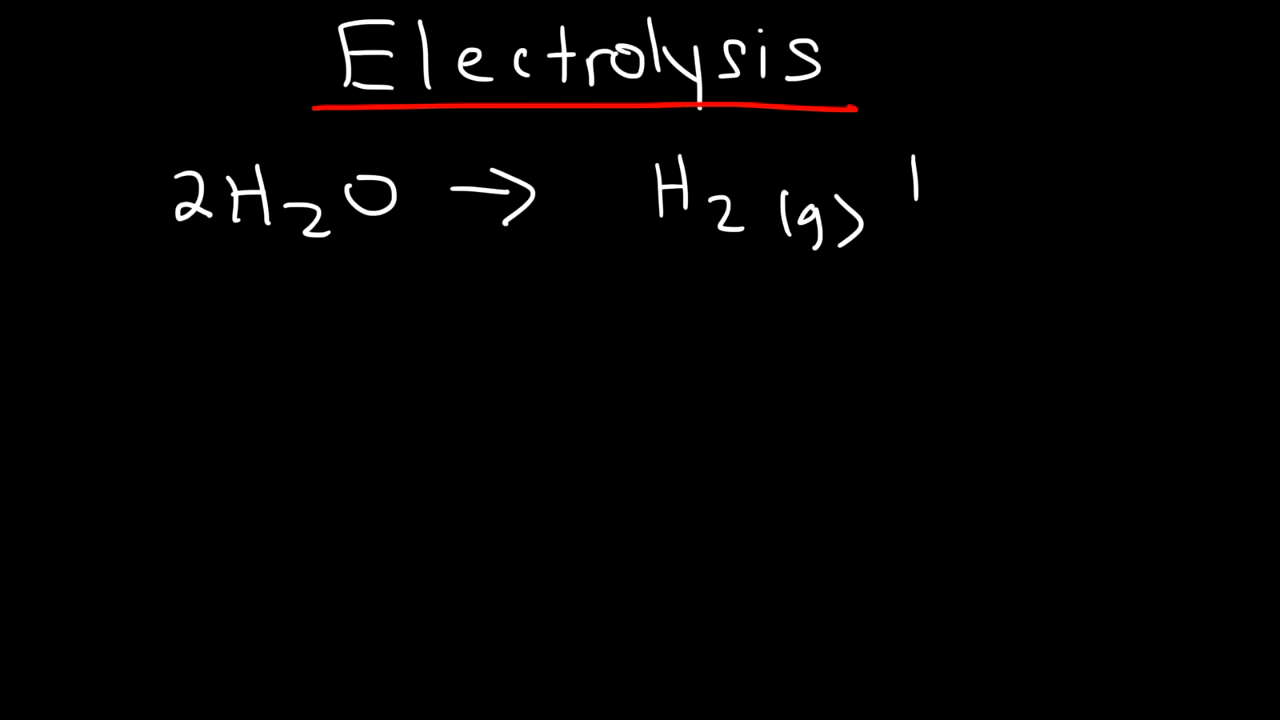 Electrolysis
2H₂O → H₂(g) I